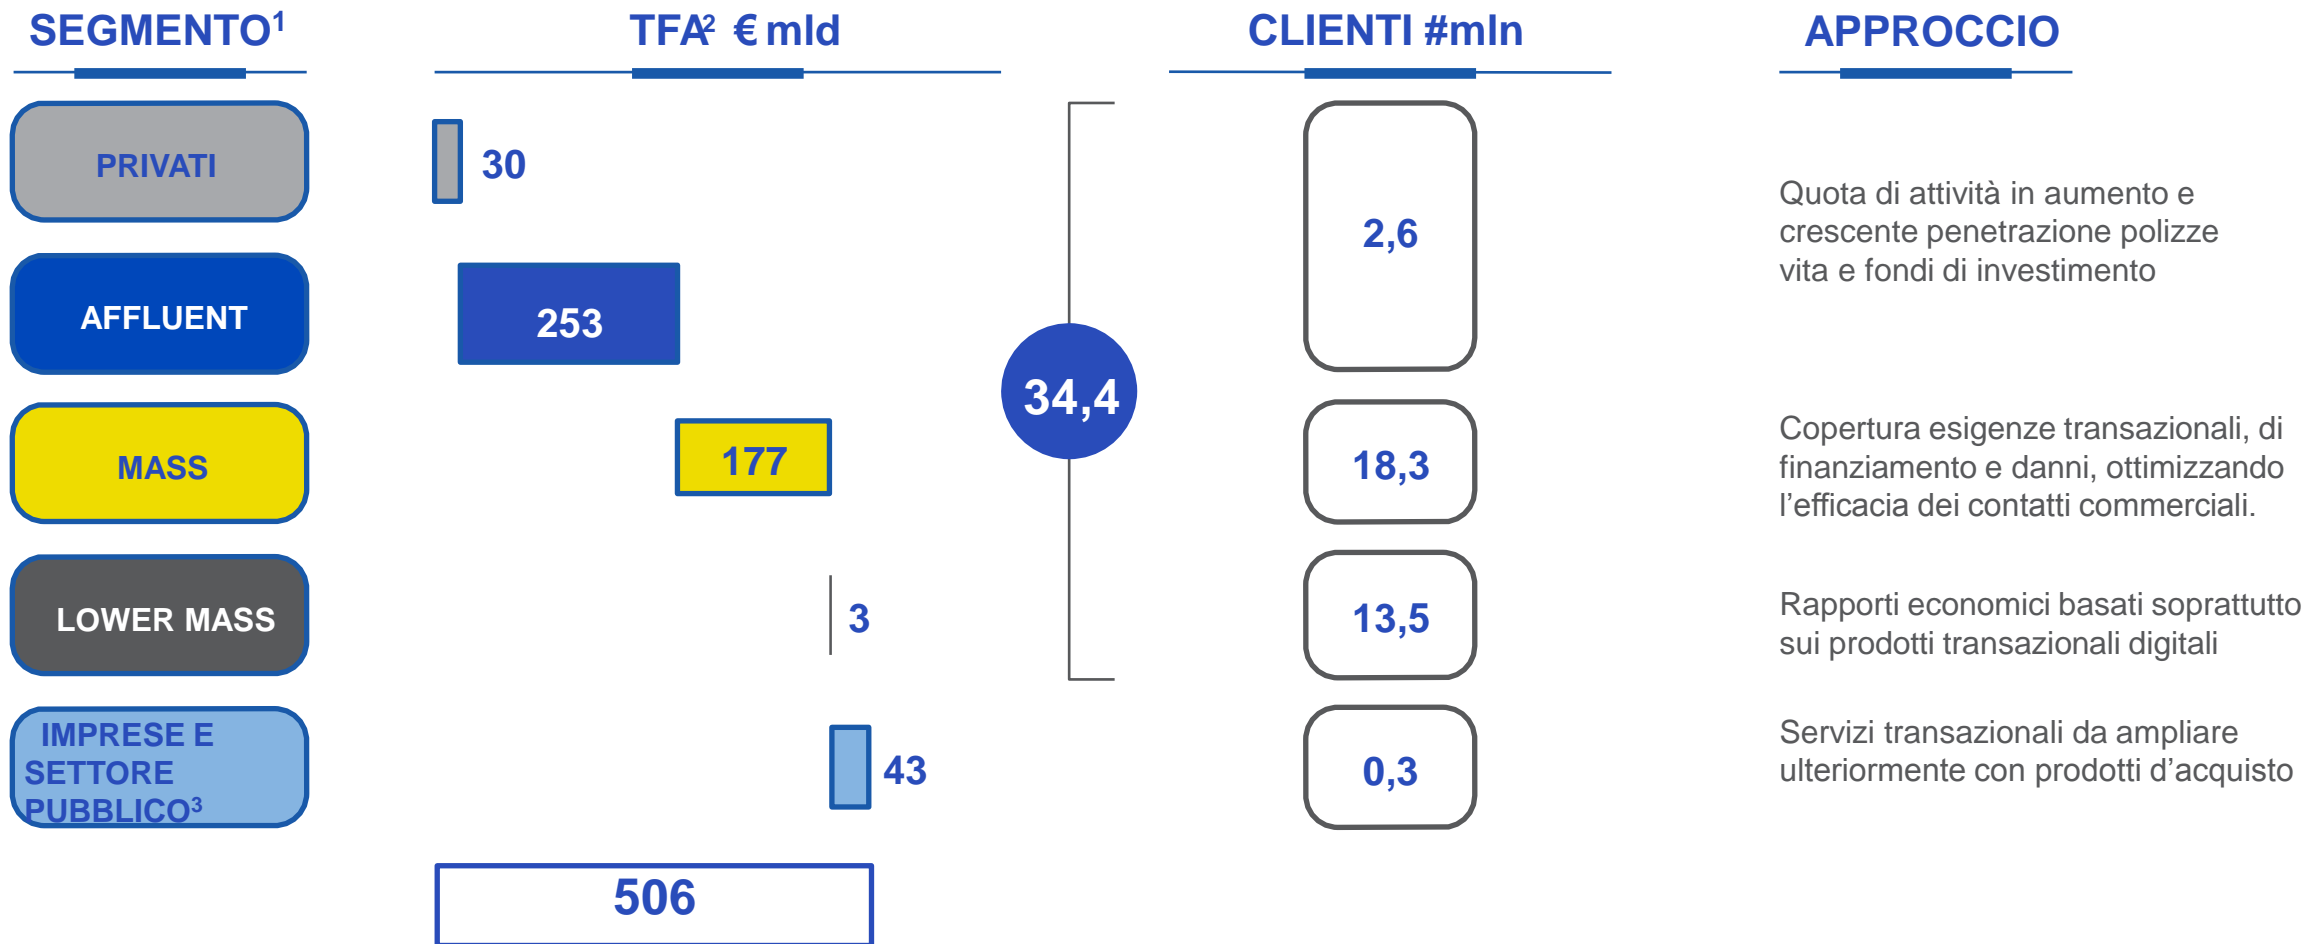 SEGMENTO¹
TFA² € mld
CLIENTI #mln
APPROCCIO
PRIVATI
30
2,6
Quota di attività in aumento e
crescente penetrazione polizze
vita e fondi di investimento
AFFLUENT
253
34,4
MASS
177
18,3
Copertura esigenze transazionali, di
finanziamento e danni, ottimizzando
l’efficacia dei contatti commerciali.
LOWER MASS
3
13,5
Rapporti economici basati soprattutto
sui prodotti transazionali digitali
IMPRESE E
SETTORE
PUBBLICO³
43
0,3
Servizi transazionali da ampliare
ulteriormente con prodotti d’acquisto
506